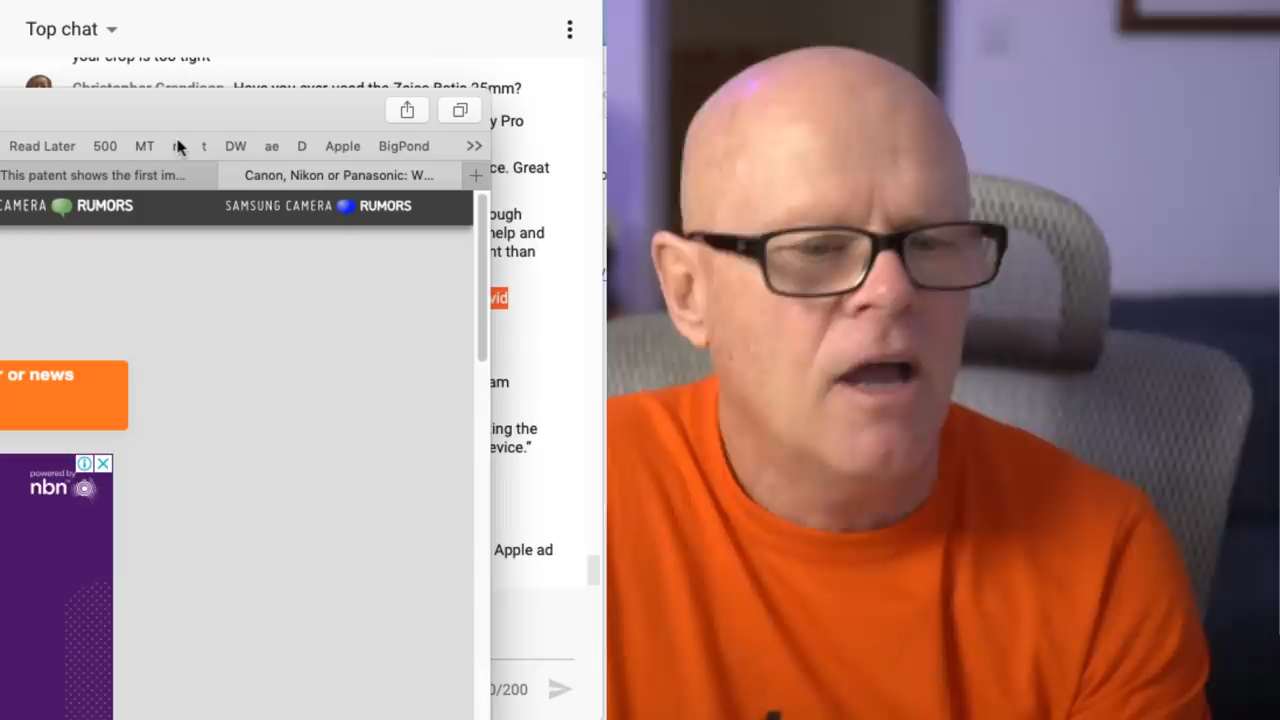 Top chat
your crop is too tight
Christopher Grandison Have you ever used the Zeiss Batis 25mm?
y Pro
Read Later 500 MT t DW ae D Apple BigPond >>
ce. Great
This patent shows the first im...
Canon, Nikon or Panasonic: W...
CAMERA RUMORS
SAMSUNG CAMERA RUMORS
ough
help and
nt than
vid
r or news
am
ing the
evice.”
powered by
nbn
Apple ad
0/200